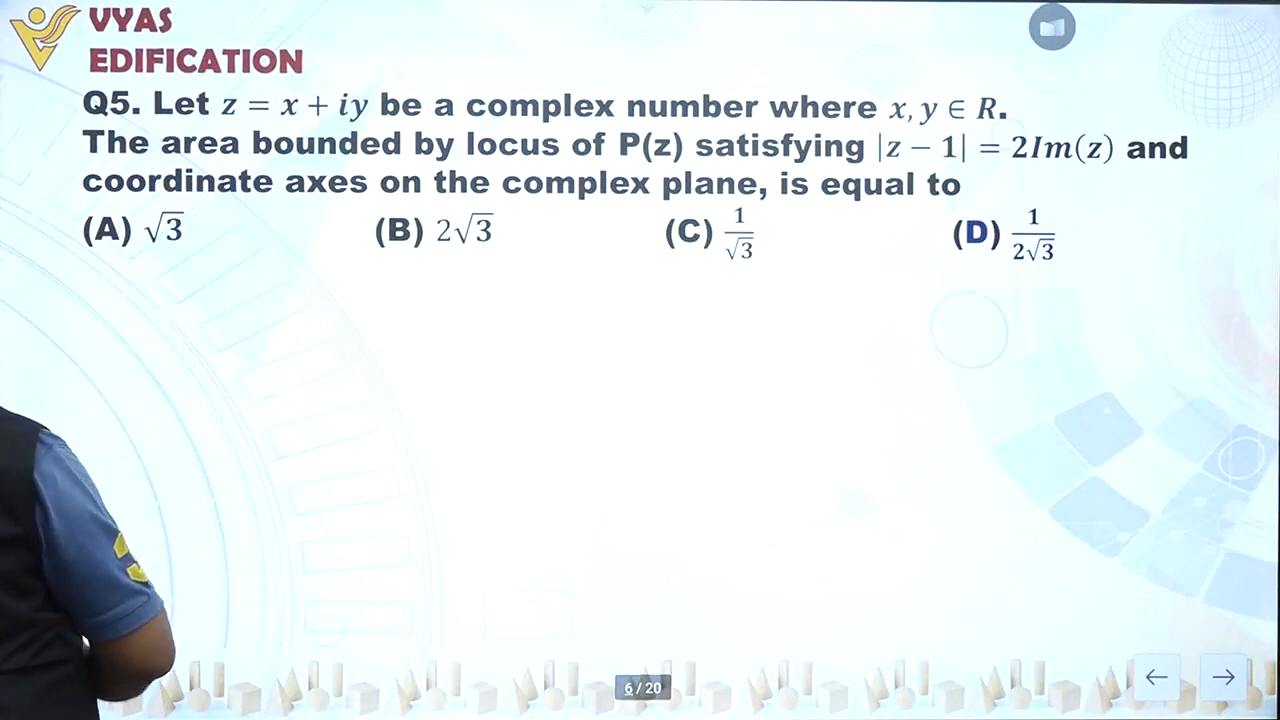 VYAS
EDIFICATION
Q5. Let z = x + iy be a complex number where x, y ∈ R.
The area bounded by locus of P(z) satisfying |z − 1| = 2Im(z) and
coordinate axes on the complex plane, is equal to
(A) √3 (B) 2√3 (C) 1/√3 (D) 1/2√3
6 / 20